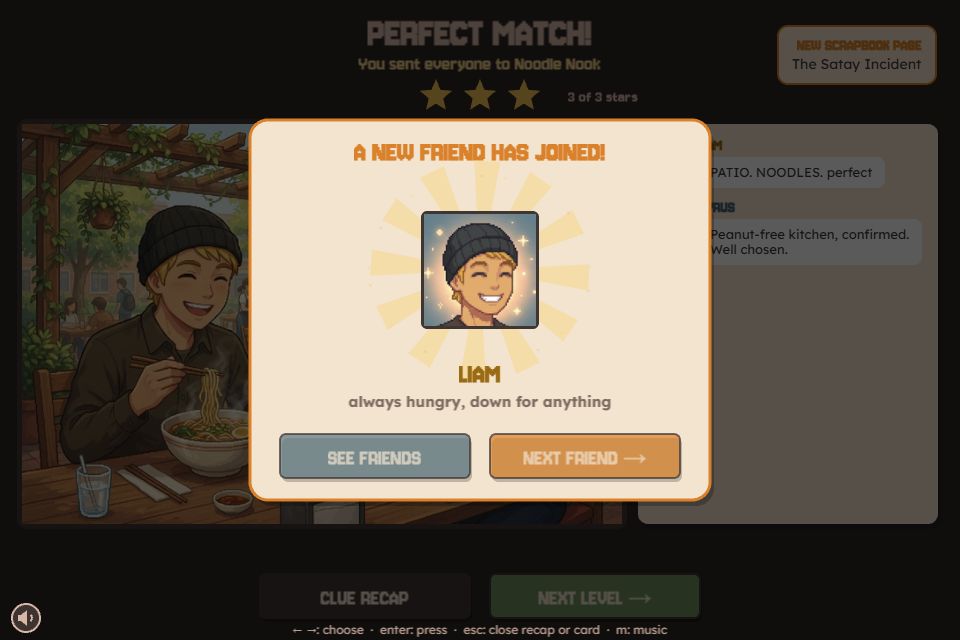 PERFECT MATCH!
You sent everyone to Noodle Nook
3 of 3 stars
NEW SCRAPBOOK PAGE
The Satay Incident
A NEW FRIEND HAS JOINED!
LIAM
always hungry, down for anything
SEE FRIENDS
NEXT FRIEND →
PATIO. NOODLES. perfect
Peanut-free kitchen, confirmed.
Well chosen.
CLUE RECAP
NEXT LEVEL →
← →: choose · enter: press · esc: close recap or card · m: music